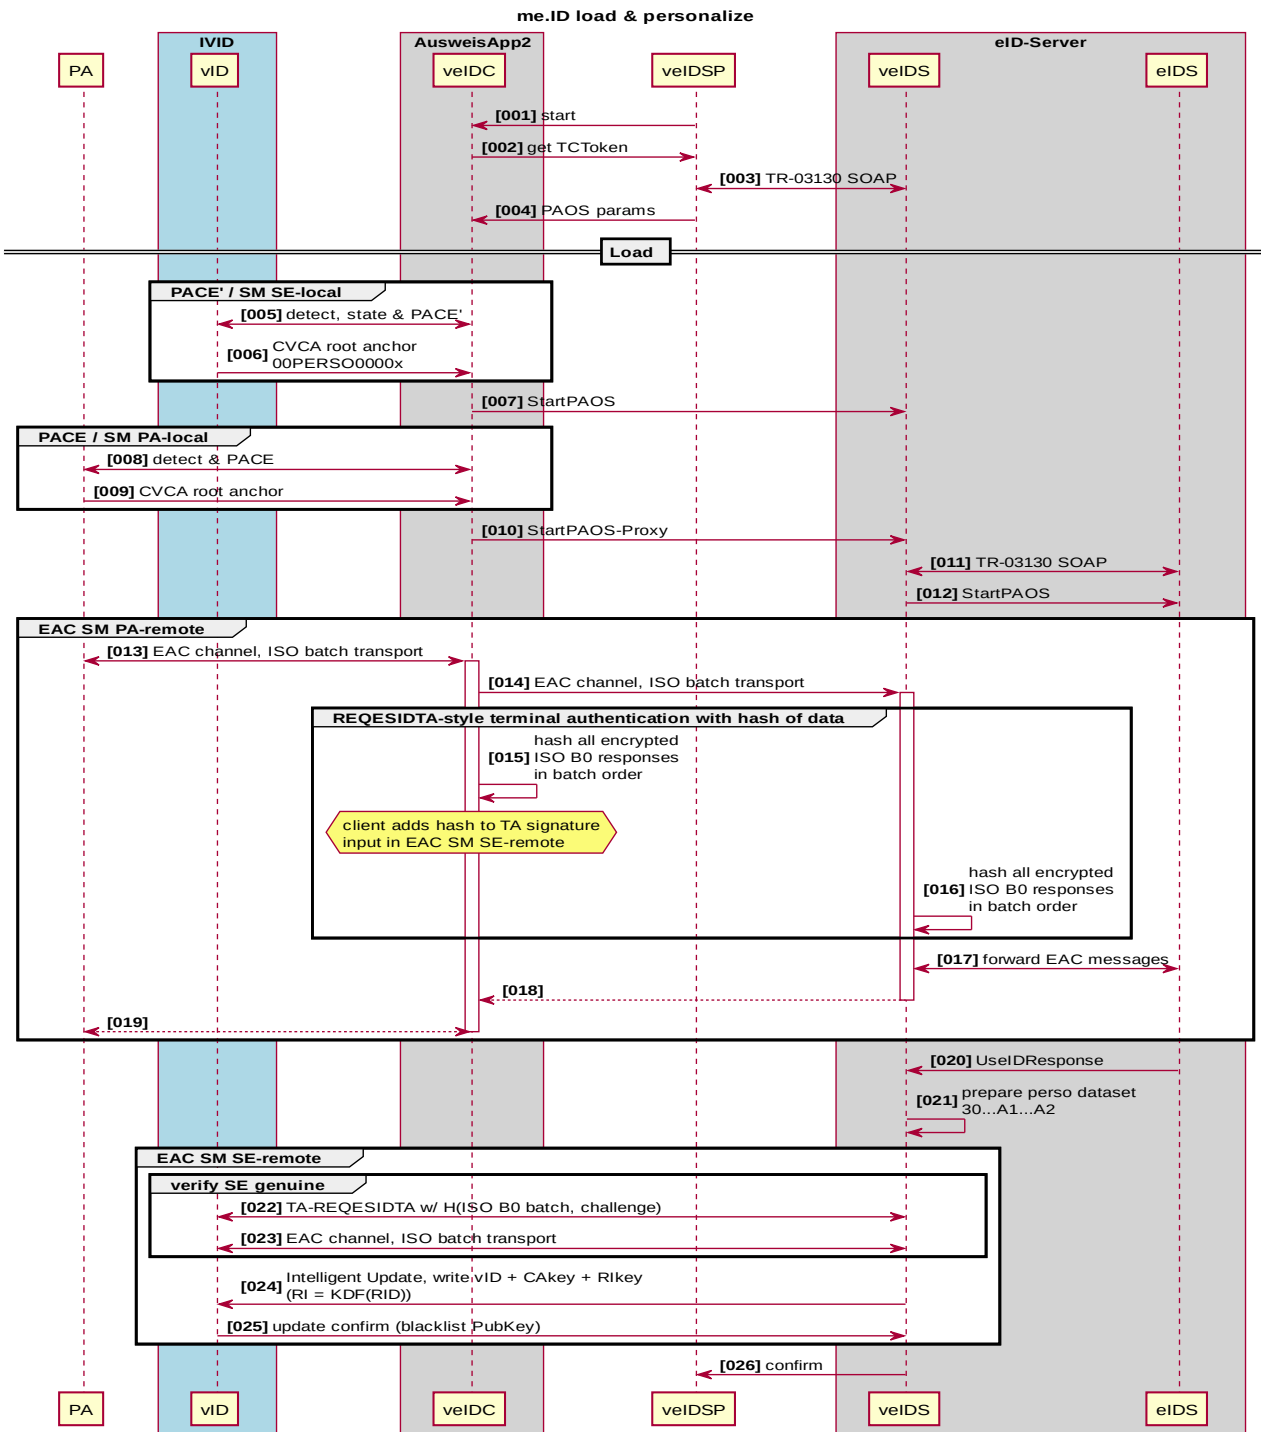 me.ID load & personalize
IVID
AusweisApp2
eID-Server
PA
vID
veIDC
veIDSP
veIDS
eIDS
[001] start
[002] get TCToken
[003] TR-03130 SOAP
[004] PAOS params
Load
PACE' / SM SE-local
[005] detect, state & PACE'
[006] CVCA root anchor
00PERSO0000x
[007] StartPAOS
PACE / SM PA-local
[008] detect & PACE
[009] CVCA root anchor
[010] StartPAOS-Proxy
[011] TR-03130 SOAP
[012] StartPAOS
EAC SM PA-remote
[013] EAC channel, ISO batch transport
[014] EAC channel, ISO batch transport
REQESIDTA-style terminal authentication with hash of data
hash all encrypted
[015] ISO B0 responses
in batch order
client adds hash to TA signature
input in EAC SM SE-remote
hash all encrypted
[016] ISO B0 responses
in batch order
[017] forward EAC messages
[018]
[019]
[020] UseIDResponse
[021] prepare perso dataset
30...A1...A2
EAC SM SE-remote
verify SE genuine
[022] TA-REQESIDTA w/ H(ISO B0 batch, challenge)
[023] EAC channel, ISO batch transport
[024] Intelligent Update, write vID + CAkey + RIkey
(RI = KDF(RID))
[025] update confirm (blacklist PubKey)
[026] confirm
PA
vID
veIDC
veIDSP
veIDS
eIDS